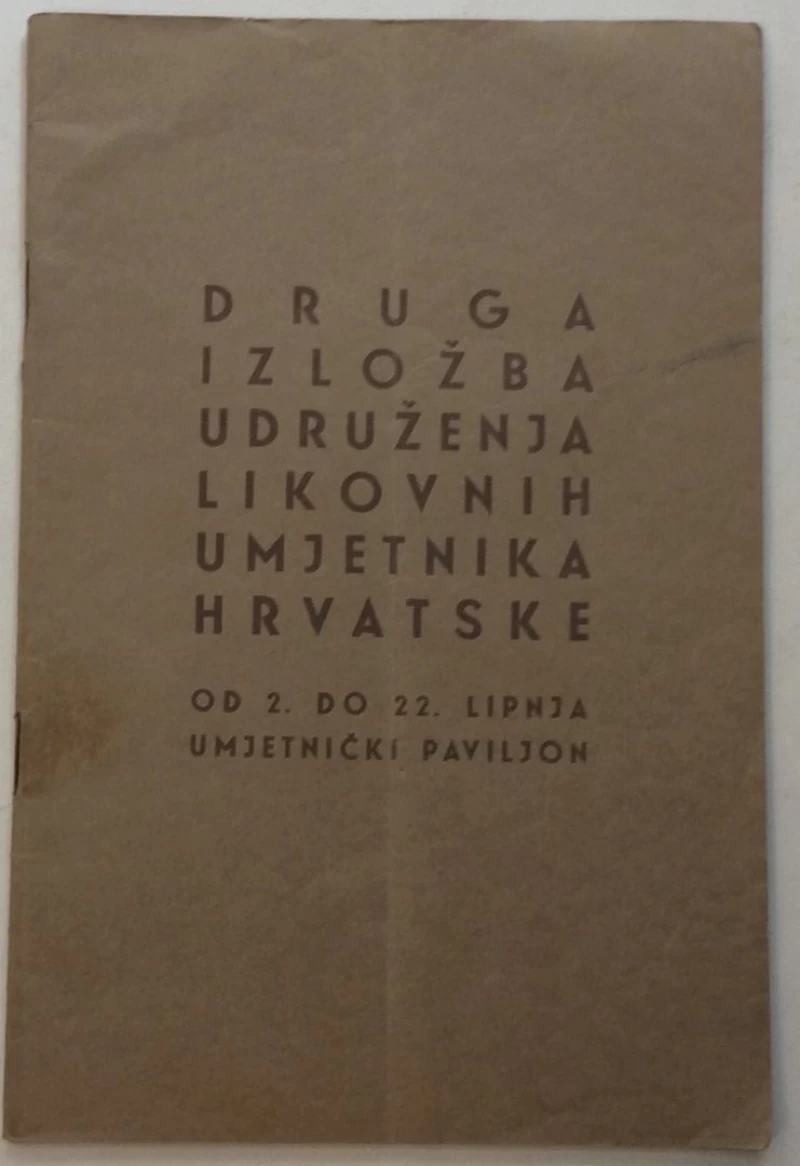 DRUGA
IZLOŽBA
UDRUŽENJA
LIKOVNIH
UMJETNIKA
HRVATSKE
OD 2. DO 22. LIPNJA
UMJETNIČKI PAVILJON